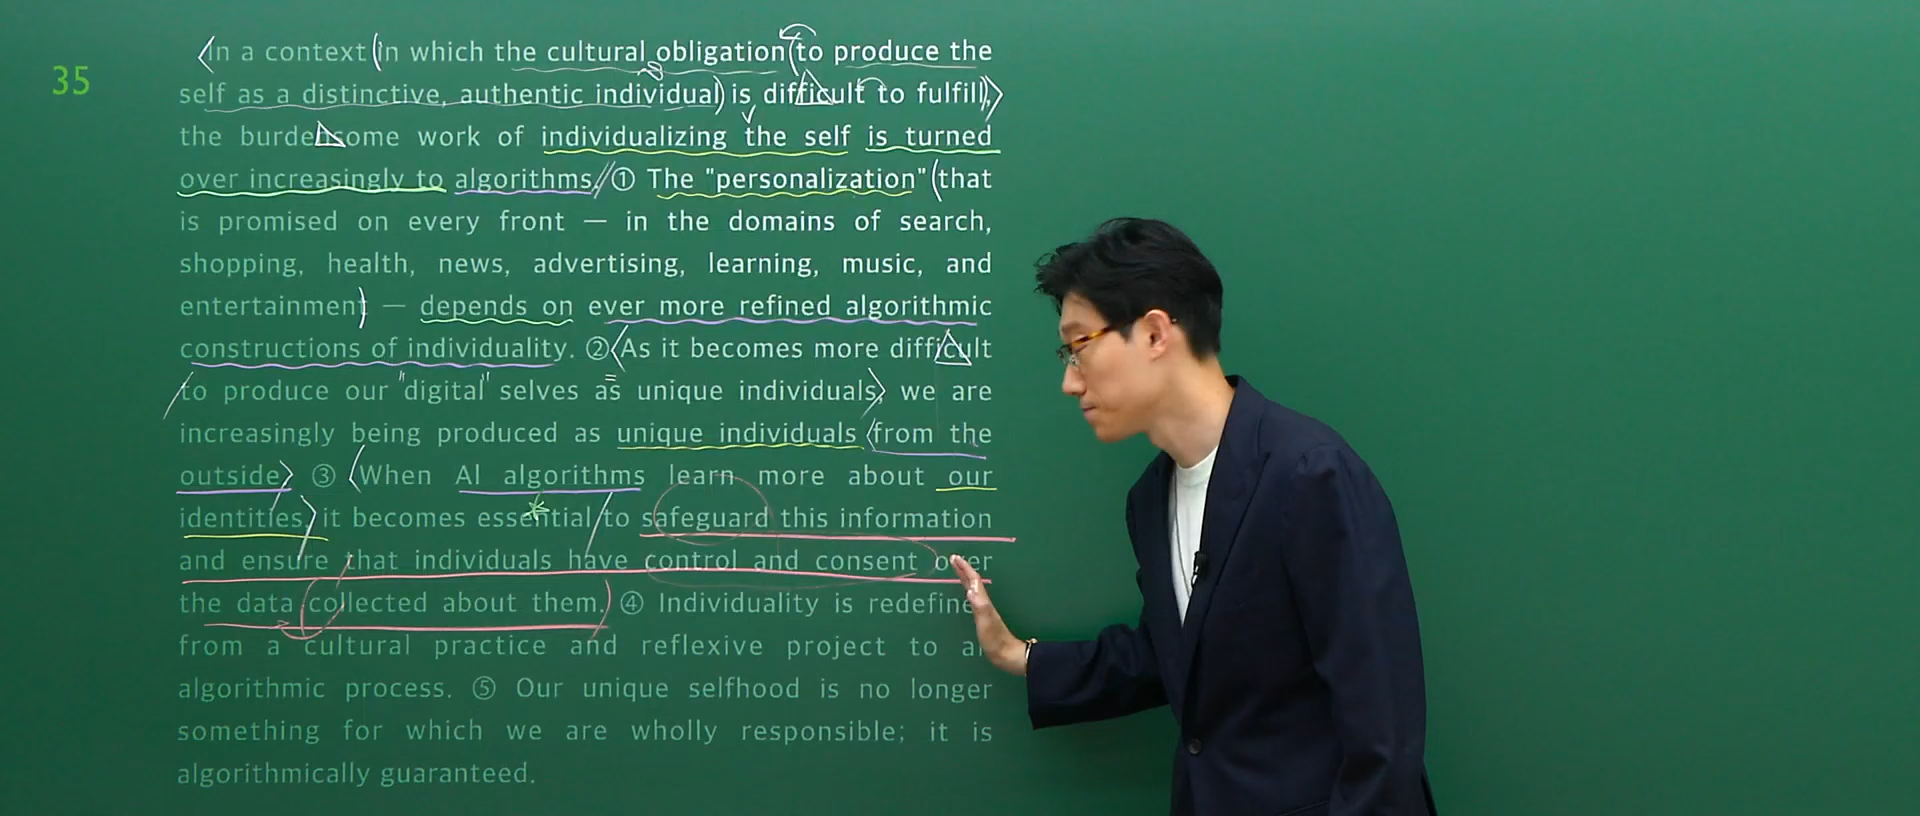 35
In a context in which the cultural obligation to produce the
self as a distinctive, authentic individual is difficult to fulfill,
the burdensome work of individualizing the self is turned
over increasingly to algorithms. ① The "personalization" that
is promised on every front — in the domains of search,
shopping, health, news, advertising, learning, music, and
entertainment — depends on ever more refined algorithmic
constructions of individuality. ② As it becomes more difficult
to produce our "digital" selves as unique individuals, we are
increasingly being produced as unique individuals from the
outside. ③ When AI algorithms learn more about our
identities, it becomes essential to safeguard this information
and ensure that individuals have control and consent over
the data collected about them. ④ Individuality is
from a cultural practice and reflexive project to
algorithmic process. ⑤ Our unique selfhood is no longer
something for which we are wholly responsible; it is
algorithmically guaranteed.